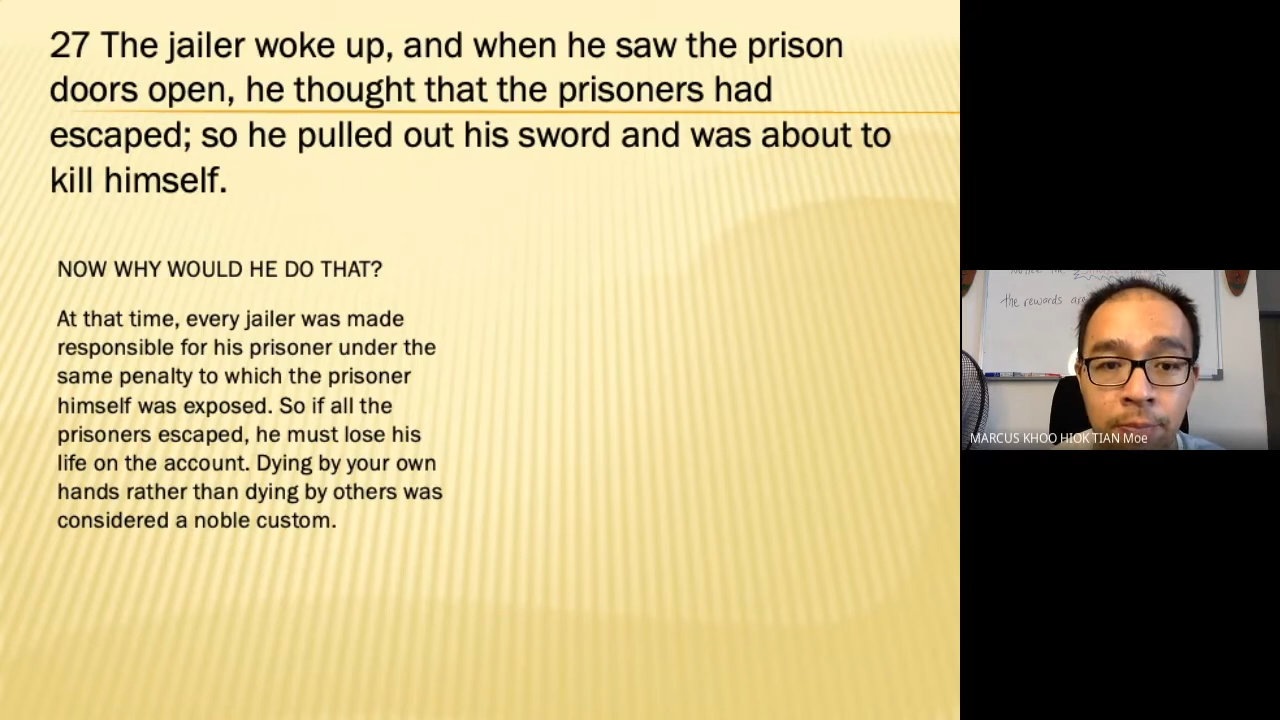 27 The jailer woke up, and when he saw the prison
doors open, he thought that the prisoners had
escaped; so he pulled out his sword and was about to
kill himself.
NOW WHY WOULD HE DO THAT?
At that time, every jailer was made
responsible for his prisoner under the
same penalty to which the prisoner
himself was exposed. So if all the
prisoners escaped, he must lose his
life on the account. Dying by your own
hands rather than dying by others was
considered a noble custom.
the rewards are
MARCUS KHOO HIOK TIAN Moe